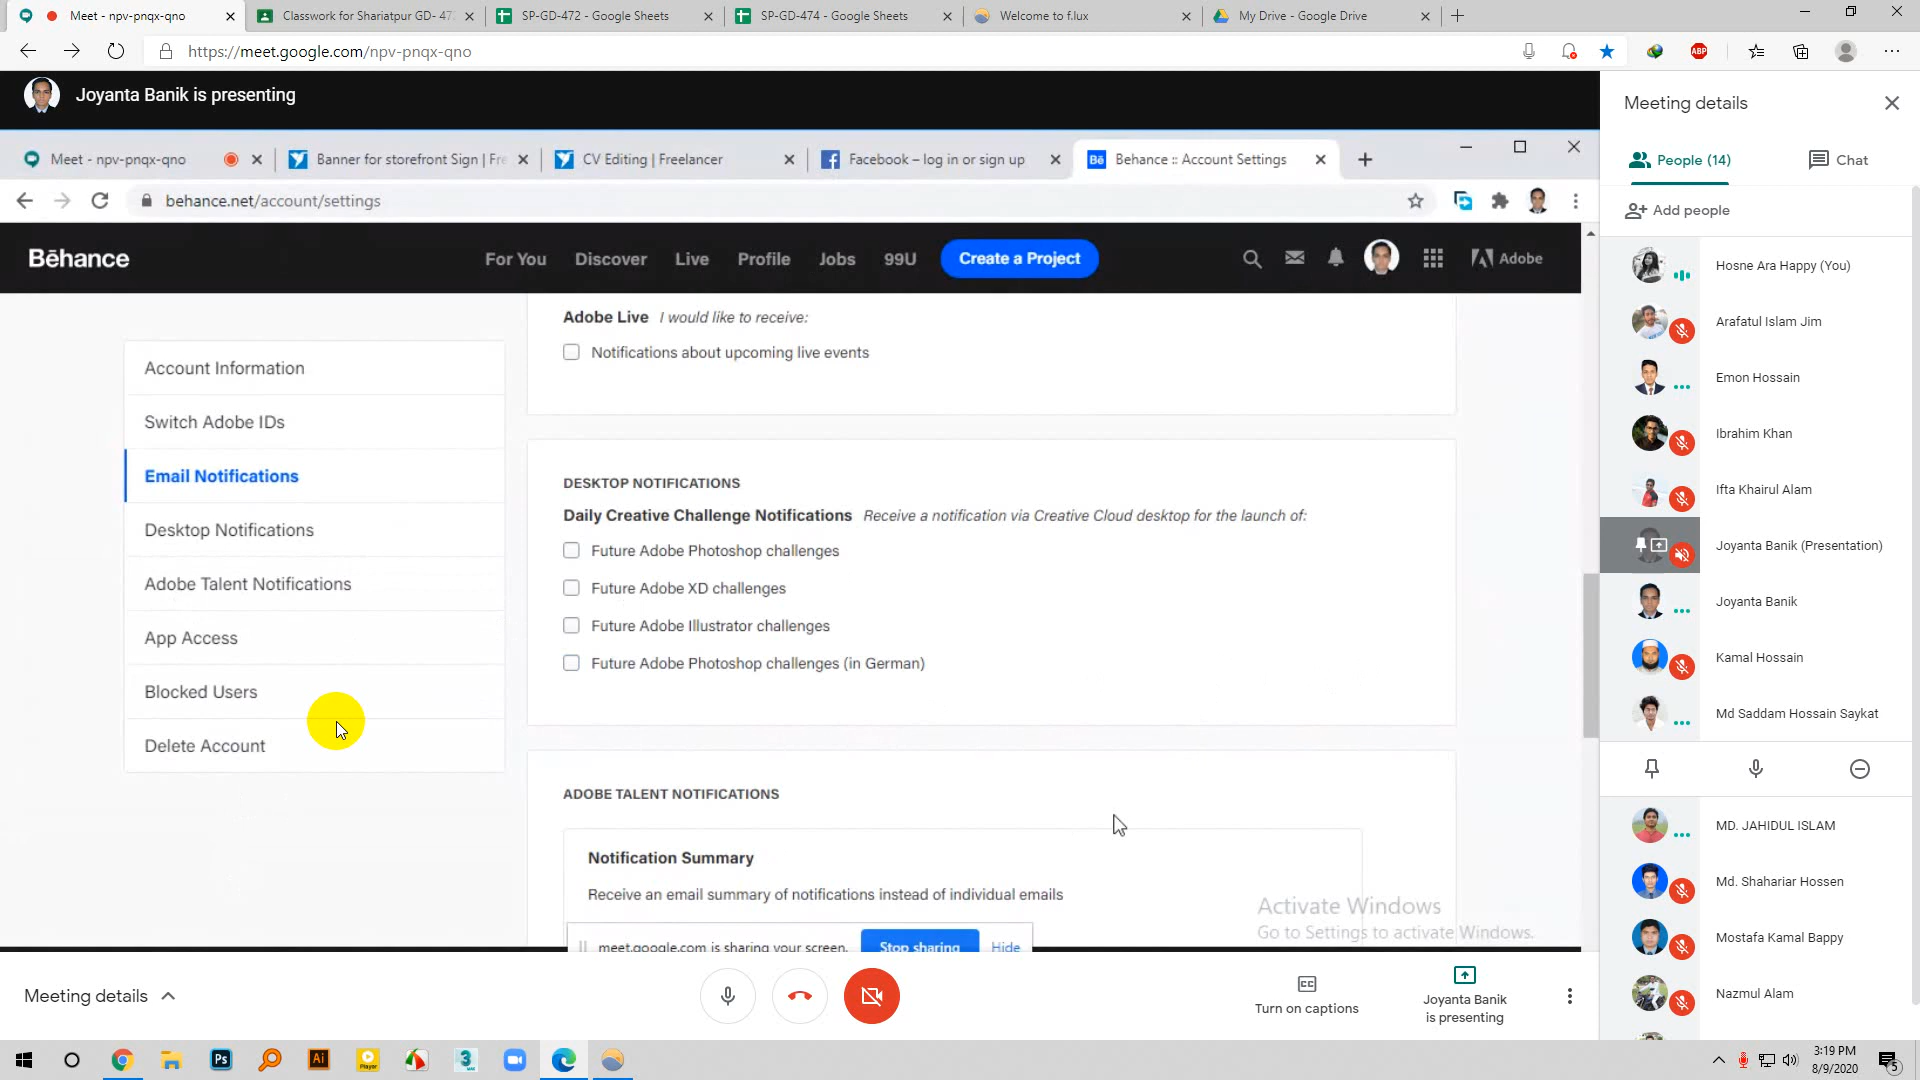 Meet - npv-pnqx-qno
Classwork for Shariatpur GD- 47
SP-GD-472 - Google Sheets
SP-GD-474 - Google Sheets
Welcome to f.lux
My Drive - Google Drive
https://meet.google.com/npv-pnqx-qno
ABP
Joyanta Banik is presenting
Meet - npv-pnqx-qno
Banner for storefront Sign | Fre
CV Editing | Freelancer
Facebook – log in or sign up
Bē
Behance :: Account Settings
behance.net/account/settings
Bēhance
For You
Discover
Live
Profile
Jobs
99U
Create a Project
Adobe
Adobe Live I would like to receive:
Notifications about upcoming live events
Account Information
Switch Adobe IDs
Email Notifications
Desktop Notifications
Adobe Talent Notifications
App Access
Blocked Users
Delete Account
DESKTOP NOTIFICATIONS
Daily Creative Challenge Notifications Receive a notification via Creative Cloud desktop for the launch of:
Future Adobe Photoshop challenges
Future Adobe XD challenges
Future Adobe Illustrator challenges
Future Adobe Photoshop challenges (in German)
ADOBE TALENT NOTIFICATIONS
Notification Summary
Receive an email summary of notifications instead of individual emails
Activate Windows
Go to Settings to activate Windows.
meet.google.com is sharing your screen.
Stop sharing
Hide
Meeting details
People (14)
Chat
Add people
Hosne Ara Happy (You)
Arafatul Islam Jim
Emon Hossain
Ibrahim Khan
Ifta Khairul Alam
Joyanta Banik (Presentation)
Joyanta Banik
Kamal Hossain
Md Saddam Hossain Saykat
MD. JAHIDUL ISLAM
Md. Shahariar Hossen
Mostafa Kamal Bappy
Nazmul Alam
Meeting details
Turn on captions
Joyanta Banik
is presenting
Ps
Ai
Player
3
3:19 PM
8/9/2020
5